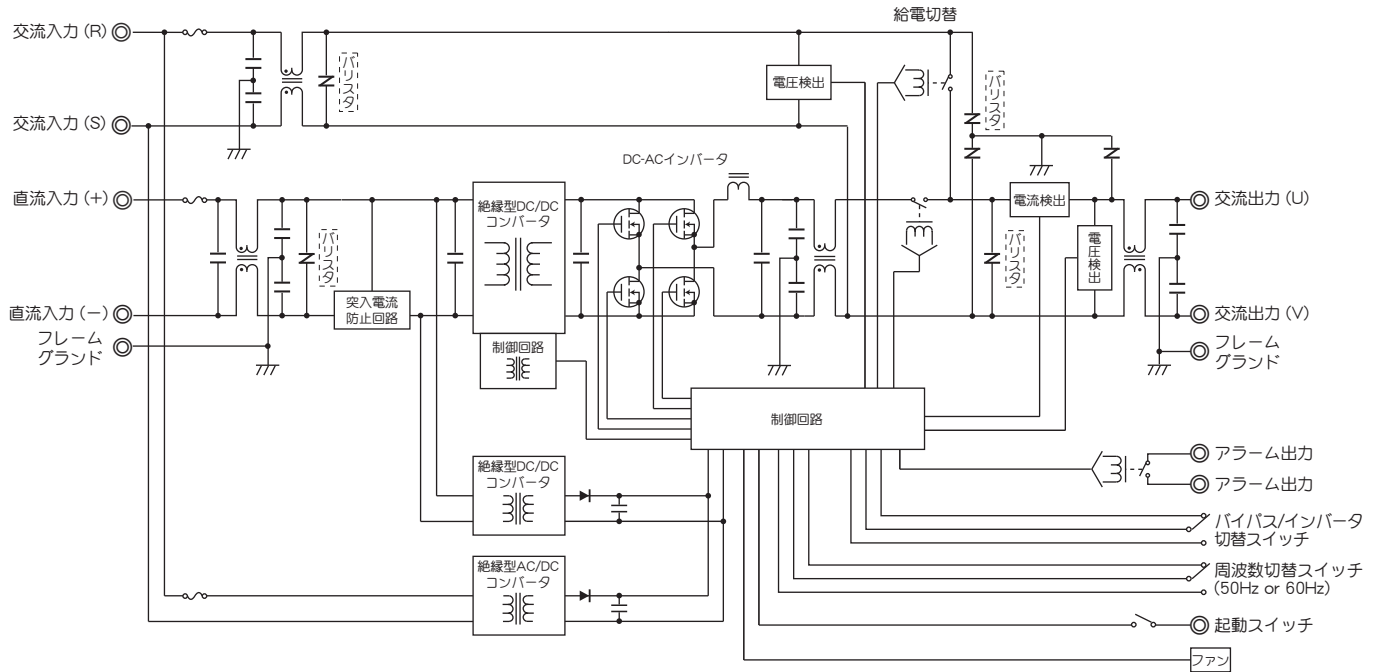 給電切替
交流入力 (R)
バリスタ
電圧検出
バリスタ
交流入力 (S)
DC-ACインバータ
直流入力 (+)
絶縁型DC/DC
コンバータ
電流検出
交流出力 (U)
バリスタ
バリスタ
電圧検出
直流入力 (−)
突入電流
防止回路
交流出力 (V)
フレーム
グランド
制御回路
フレーム
グランド
制御回路
アラーム出力
アラーム出力
絶縁型DC/DC
コンバータ
バイパス/インバータ
切替スイッチ
絶縁型AC/DC
コンバータ
周波数切替スイッチ
(50Hz or 60Hz)
起動スイッチ
ファン